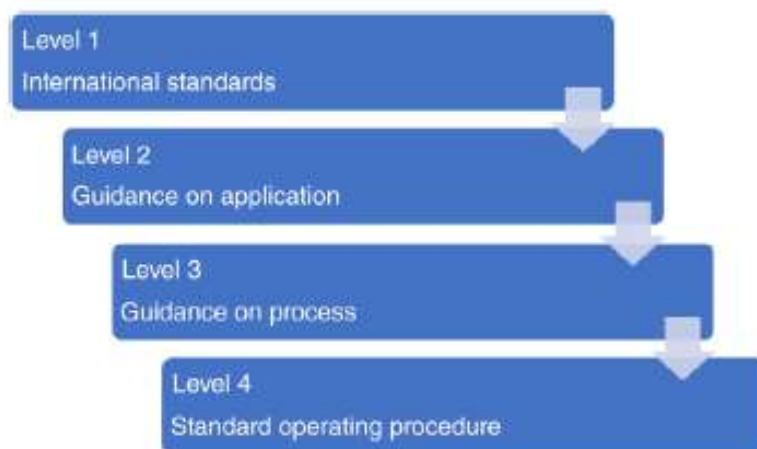 Level 1
International standards
Level 2
Guidance on application
Level 3
Guidance on process
Level 4
Standard operating procedure